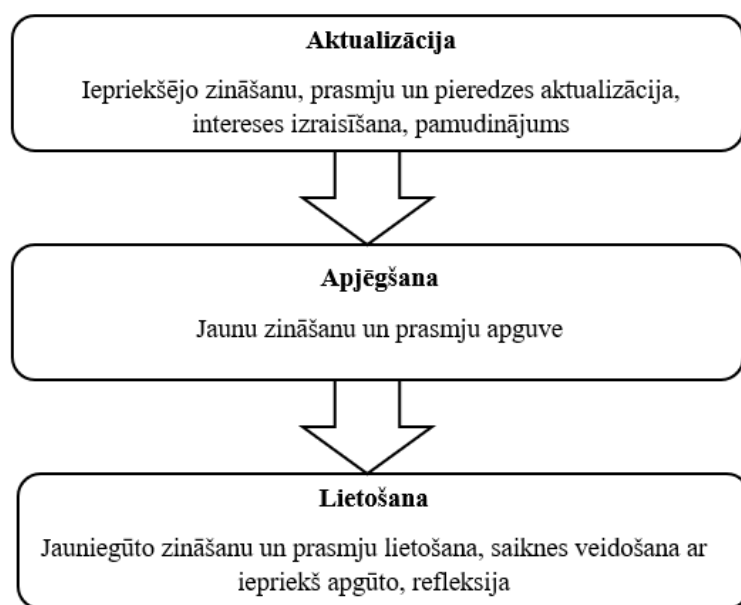 Aktualizācija
Iepriekšējo zināšanu, prasmju un pieredzes aktualizācija,
intereses izraisīšana, pamudinājums
Apjēgšana
Jaunu zināšanu un prasmju apguve
Lietošana
Jauniegūto zināšanu un prasmju lietošana, saiknes veidošana ar
iepriekš apgūto, refleksija